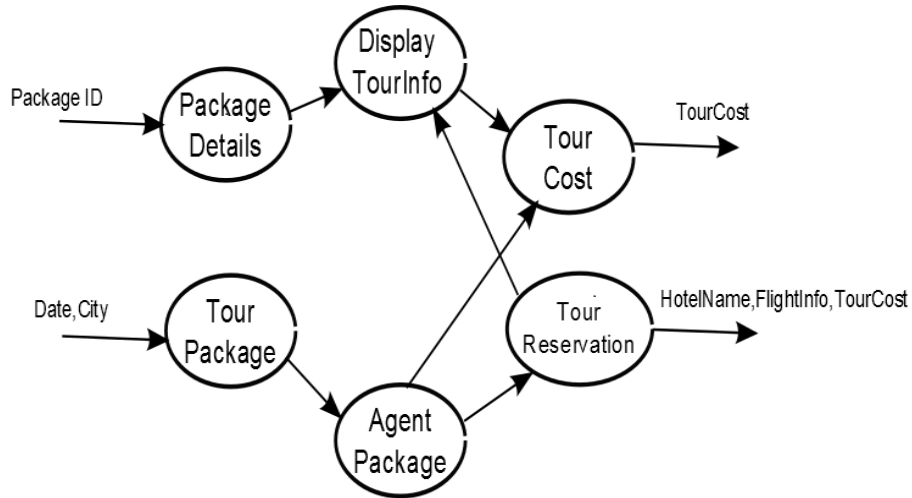 Display
TourInfo
Package ID
Package
Details
TourCost
Tour
Cost
Date,City
Tour
Package
HotelName,FlightInfo,TourCost
Tour
Reservation
Agent
Package